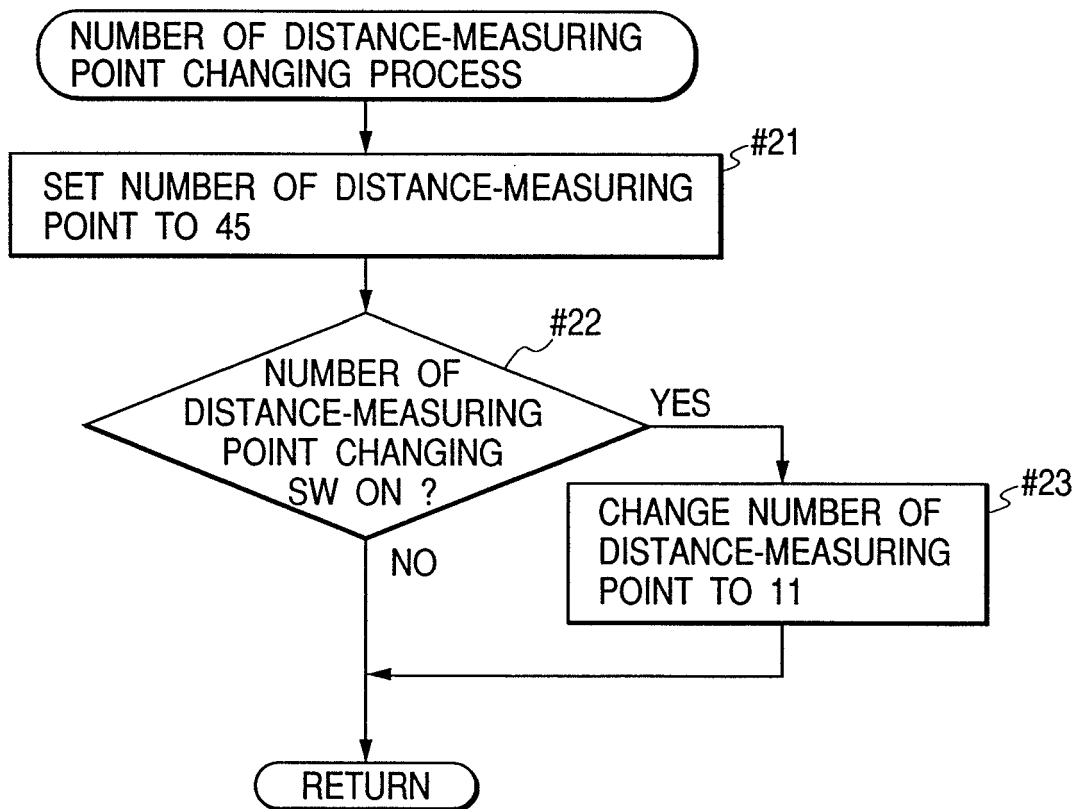 NUMBER OF DISTANCE-MEASURING
POINT CHANGING PROCESS
#21
SET NUMBER OF DISTANCE-MEASURING
POINT TO 45
#22
NUMBER OF
DISTANCE-MEASURING
POINT CHANGING
SW ON ?
YES
NO
#23
CHANGE NUMBER OF
DISTANCE-MEASURING
POINT TO 11
RETURN